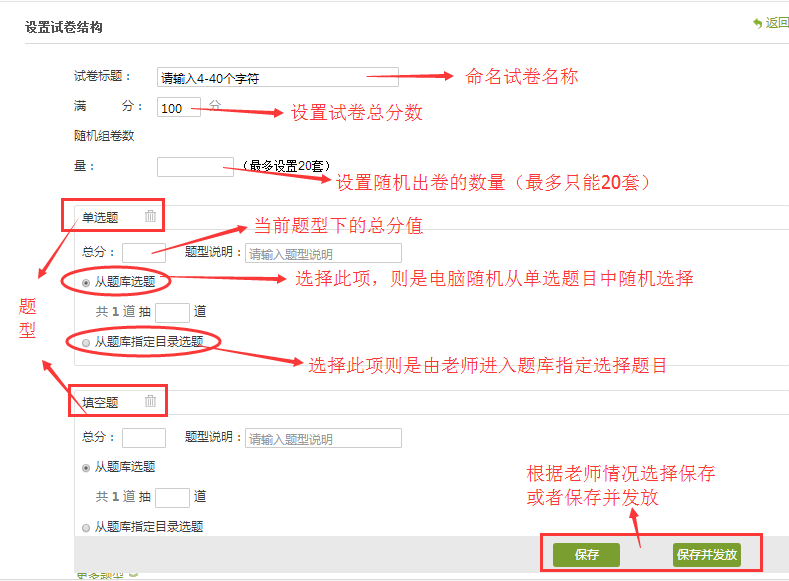 设置试卷结构
返回
试卷标题：
请输入4-40个字符
命名试卷名称
满 分：
100 分
设置试卷总分数
随机组卷数
量：
（最多设置20套）
设置随机出卷的数量（最多只能20套）
单选题
当前题型下的总分值
总分：
题型说明：
请输入题型说明
从题库选题
选择此项，则是电脑随机从单选题目中随机选择
题
型
共 1 道 抽 道
从题库指定目录选题
选择此项则是由老师进入题库指定选择题目
填空题
总分：
题型说明：
请输入题型说明
从题库选题
根据老师情况选择保存
或者保存并发放
共 1 道 抽 道
从题库指定目录选题
保存
保存并发放
更多题型